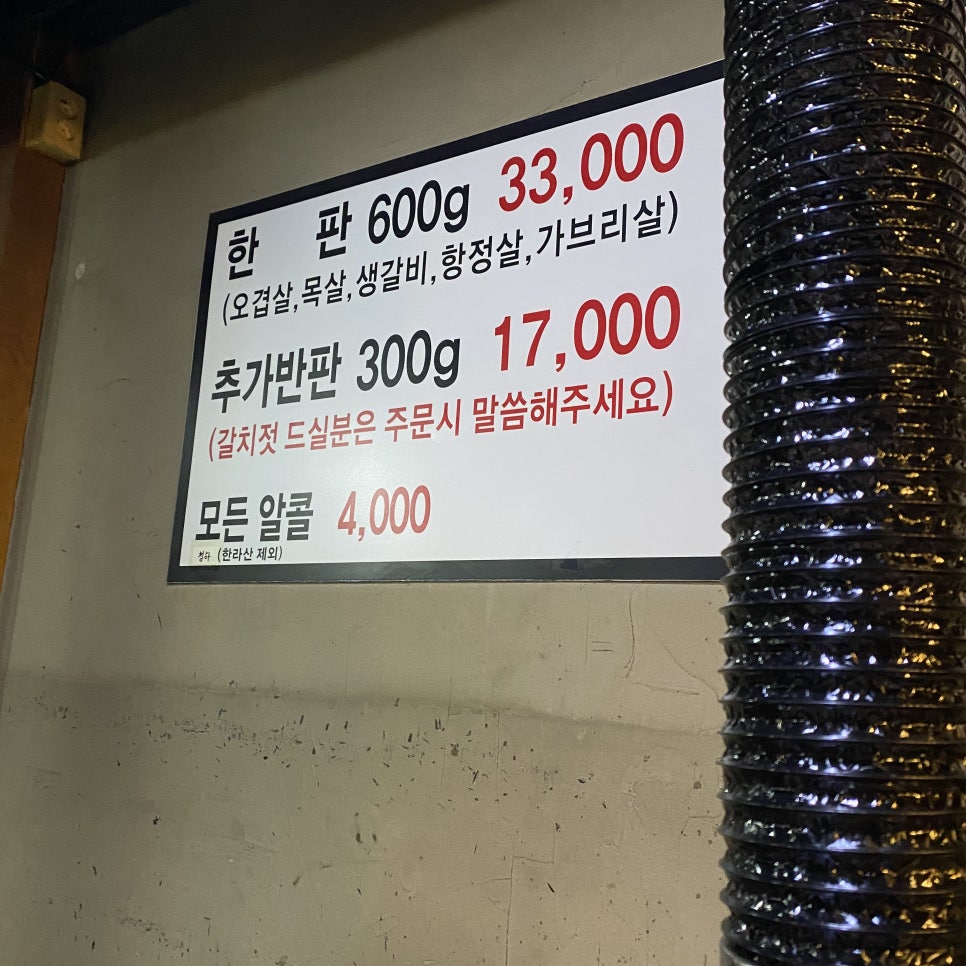 한 판 600g 33,000
(오겹살,목살,생갈비,항정살,가브리살)
추가반판 300g 17,000
(갈치젓 드실분은 주문시 말씀해주세요)
모든 알콜 4,000
청하 (한라산 제외)